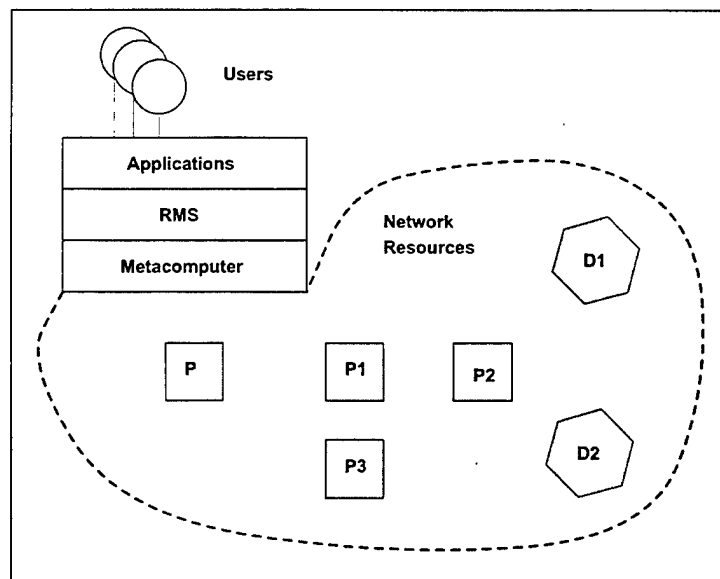 Users
Applications
RMS
Metacomputer
Network
Resources
D1
P
P1
P2
P3
D2